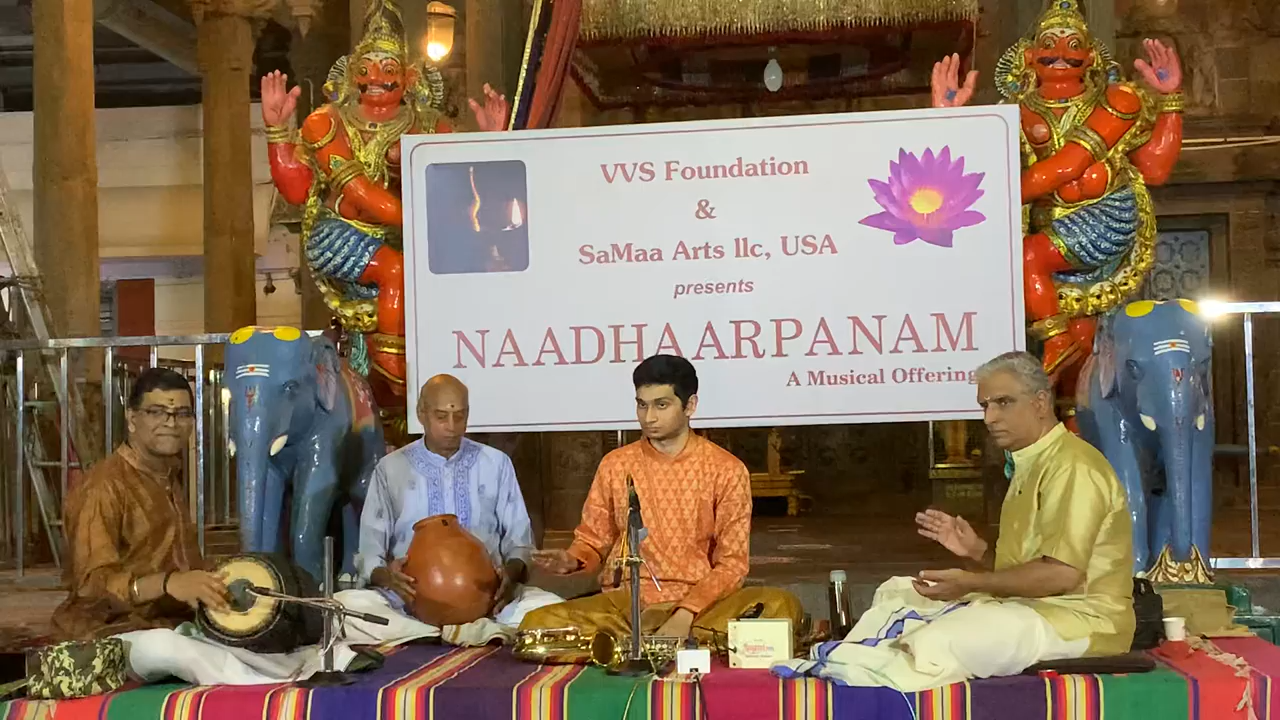 VVS Foundation
&
SaMaa Arts llc, USA
presents
NAADHAARPANAM
A Musical Offering